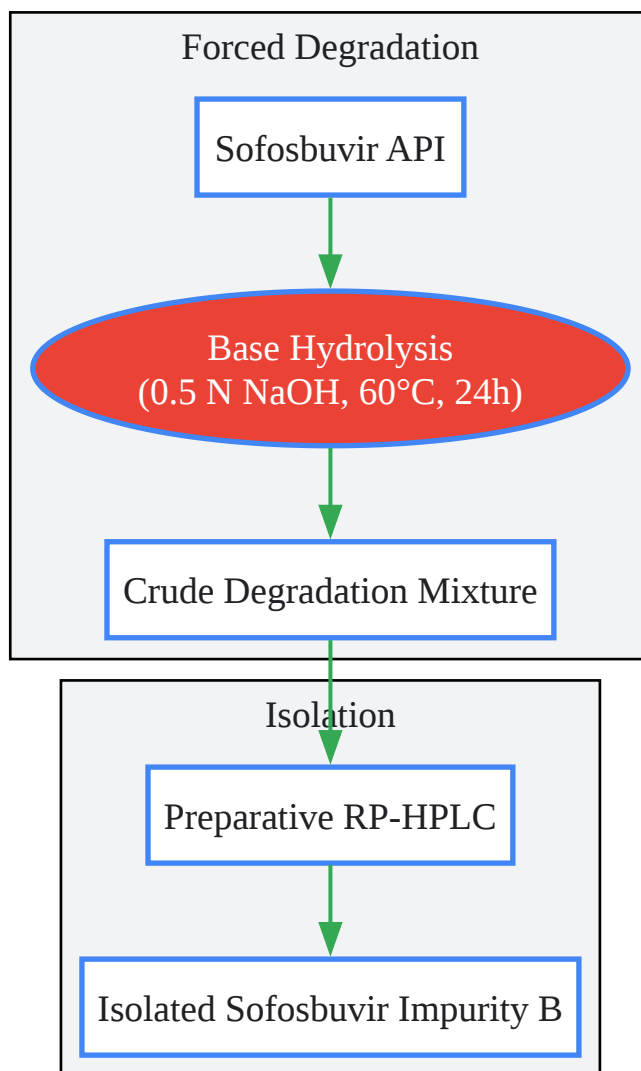 Forced Degradation
Sofosbuvir API
Base Hydrolysis
(0.5 N NaOH, 60°C, 24h)
Crude Degradation Mixture
Isolation
Preparative RP-HPLC
Isolated Sofosbuvir Impurity B